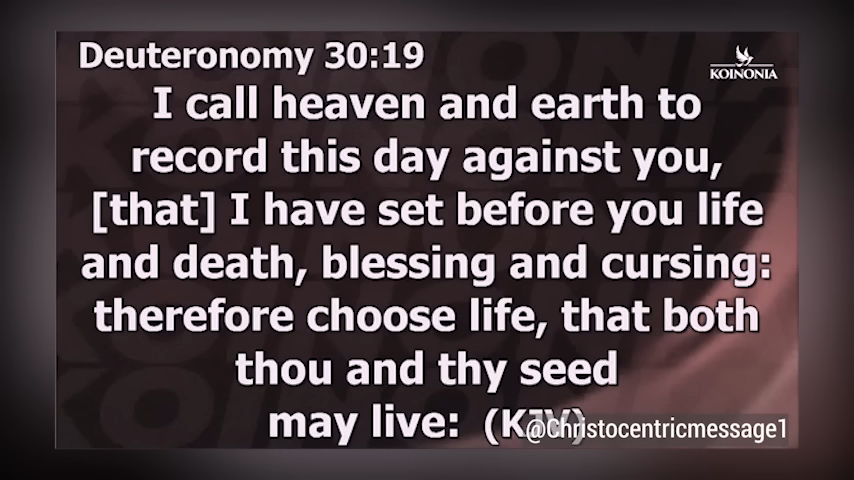 Deuteronomy 30:19
KOINONIA
I call heaven and earth to
record this day against you,
[that] I have set before you life
and death, blessing and cursing:
therefore choose life, that both
thou and thy seed
may live: (KJV)
@Christocentricmessage1